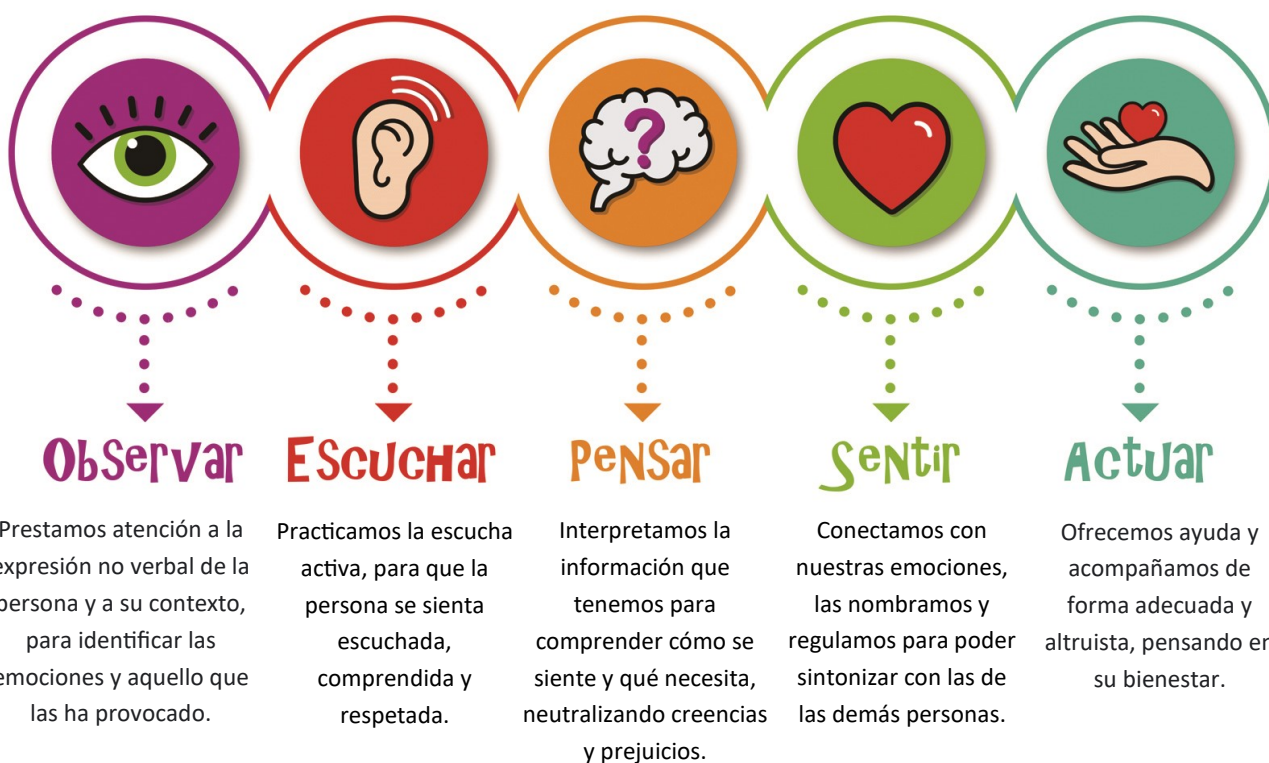 Observar
Prestamos atención a la
expresión no verbal de la
persona y a su contexto,
para identificar las
emociones y aquello que
las ha provocado.
Escuchar
Practicamos la escucha
activa, para que la
persona se sienta
escuchada,
comprendida y
respetada.
Pensar
Interpretamos la
información que
tenemos para
comprender cómo se
siente y qué necesita,
neutralizando creencias
y prejuicios.
Sentir
Conectamos con
nuestras emociones,
las nombramos y
regulamos para poder
sintonizar con las de
las demás personas.
Actuar
Ofrecemos ayuda y
acompañamos de
forma adecuada y
altruista, pensando en
su bienestar.